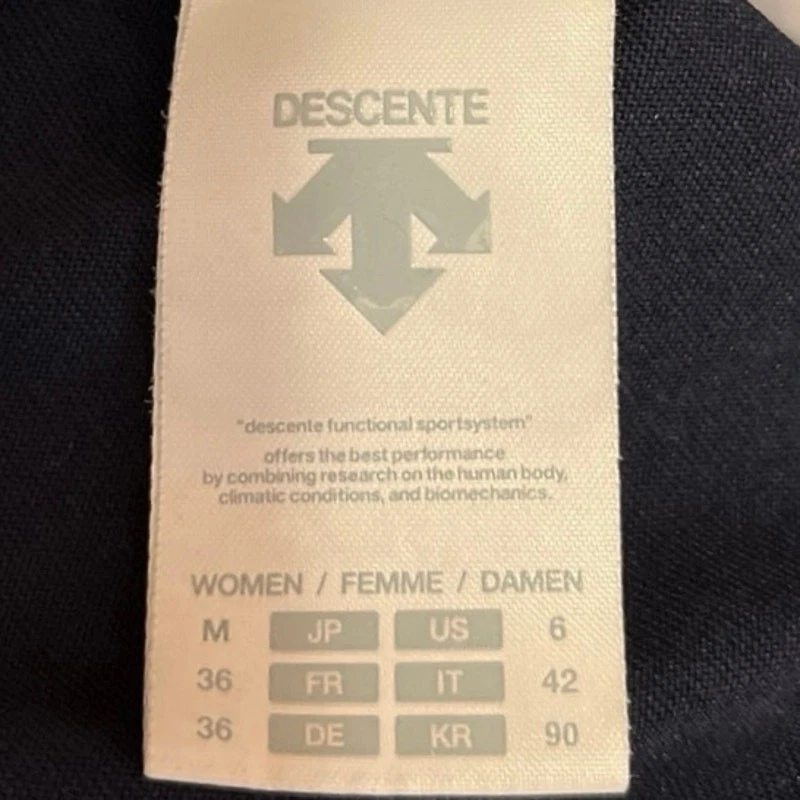 DESCENTE
"descente functional sportsystem"
offers the best performance
by combining research on the human body,
climatic conditions, and biomechanics.
WOMEN / FEMME / DAMEN
M JP US 6
36 FR IT 42
36 DE KR 90